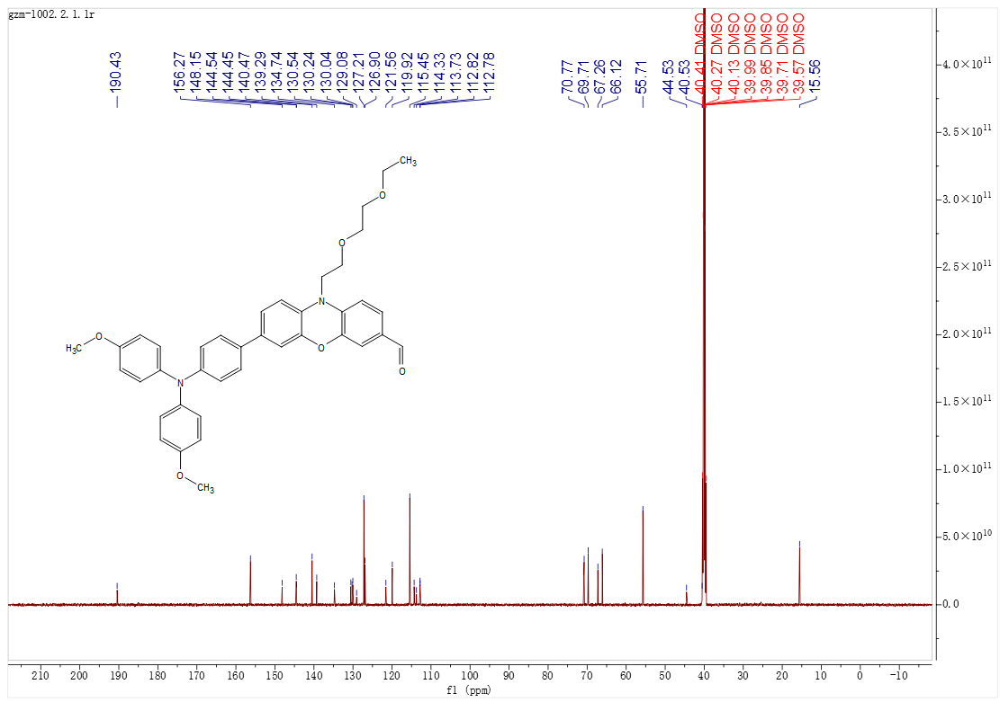 gzm-1002.2.1.1r
190.43
156.27
148.15
144.54
144.45
140.47
139.29
134.74
130.54
130.24
130.04
129.08
127.21
126.90
121.56
119.92
115.45
114.33
113.73
112.82
112.78
70.77
69.71
67.26
66.12
55.71
44.53
40.53
40.41 DMSO
40.27 DMSO
40.13 DMSO
39.99 DMSO
39.85 DMSO
39.71 DMSO
39.57 DMSO
15.56
4.0×10¹¹
3.5×10¹¹
3.0×10¹¹
2.5×10¹¹
2.0×10¹¹
1.5×10¹¹
1.0×10¹¹
5.0×10¹⁰
0.0
CH₃
O
O
N
O
O
H₃C
O
N
O
CH₃
210 200 190 180 170 160 150 140 130 120 110 100 90 80 70 60 50 40 30 20 10 0 -10
f1 (ppm)